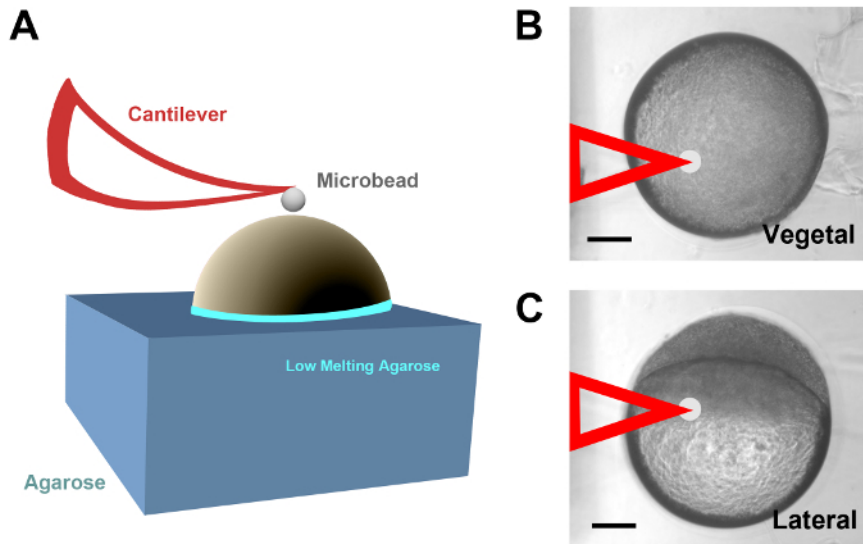 A
Cantilever
Microbead
Low Melting Agarose
Agarose
B
Vegetal
C
Lateral